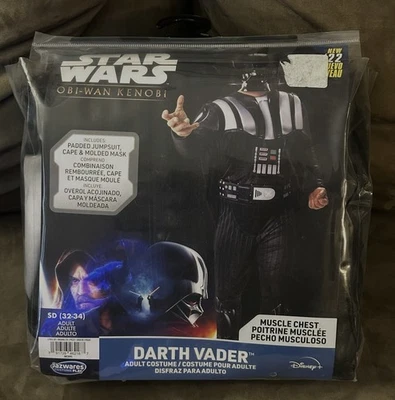 STAR
WARS
OBI-WAN KENOBI
NEW
22
INCLUDES
PADDED JUMPSUIT,
CAPE & MOLDED MASK
COMPREND
COMBINAISON
REMBOURRÉE, CAPE
ET MASQUE MOULÉ
INCLUYE
OVEROL ACOJINADO,
CAPA Y MÁSCARA
MOLDEADA
SD (32-34)
ADULT
ADULTE
ADULTO
MUSCLE CHEST
POITRINE MUSCLÉE
PECHO MUSCULOSO
jazwares
DARTH VADER™
ADULT COSTUME / COSTUME POUR ADULTE
DISFRAZ PARA ADULTO
Disney+